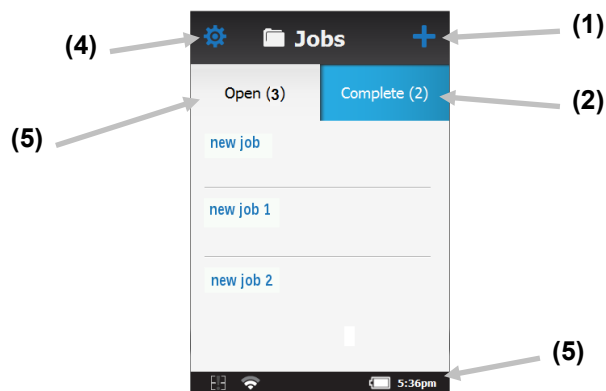 (1)
(4)
Jobs
Open (3)
Complete (2)
(2)
(5)
new job
new job 1
new job 2
(5)
5:36pm